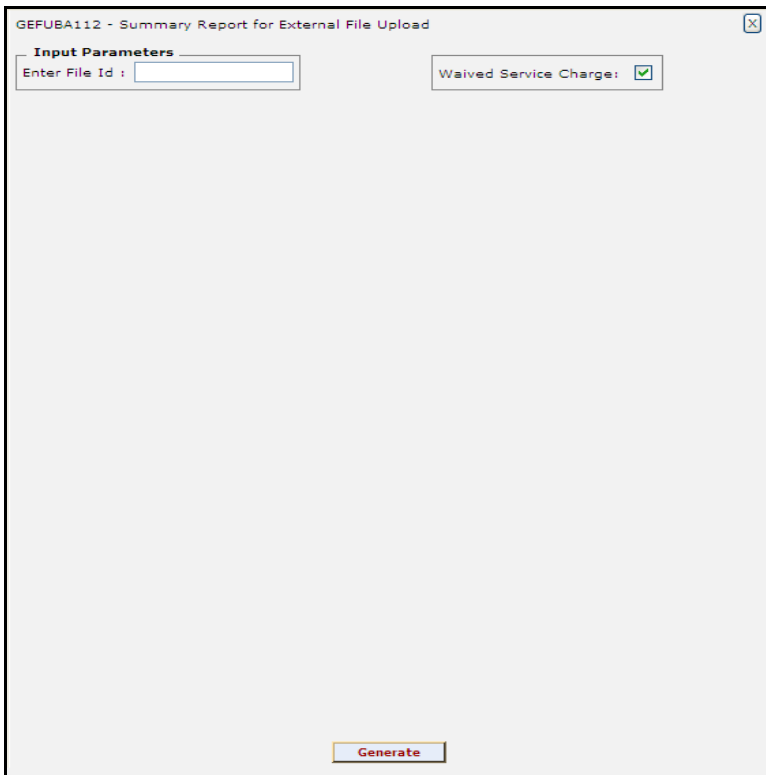 GEFUBA112 - Summary Report for External File Upload
Input Parameters
Enter File Id :
Waived Service Charge:
Generate